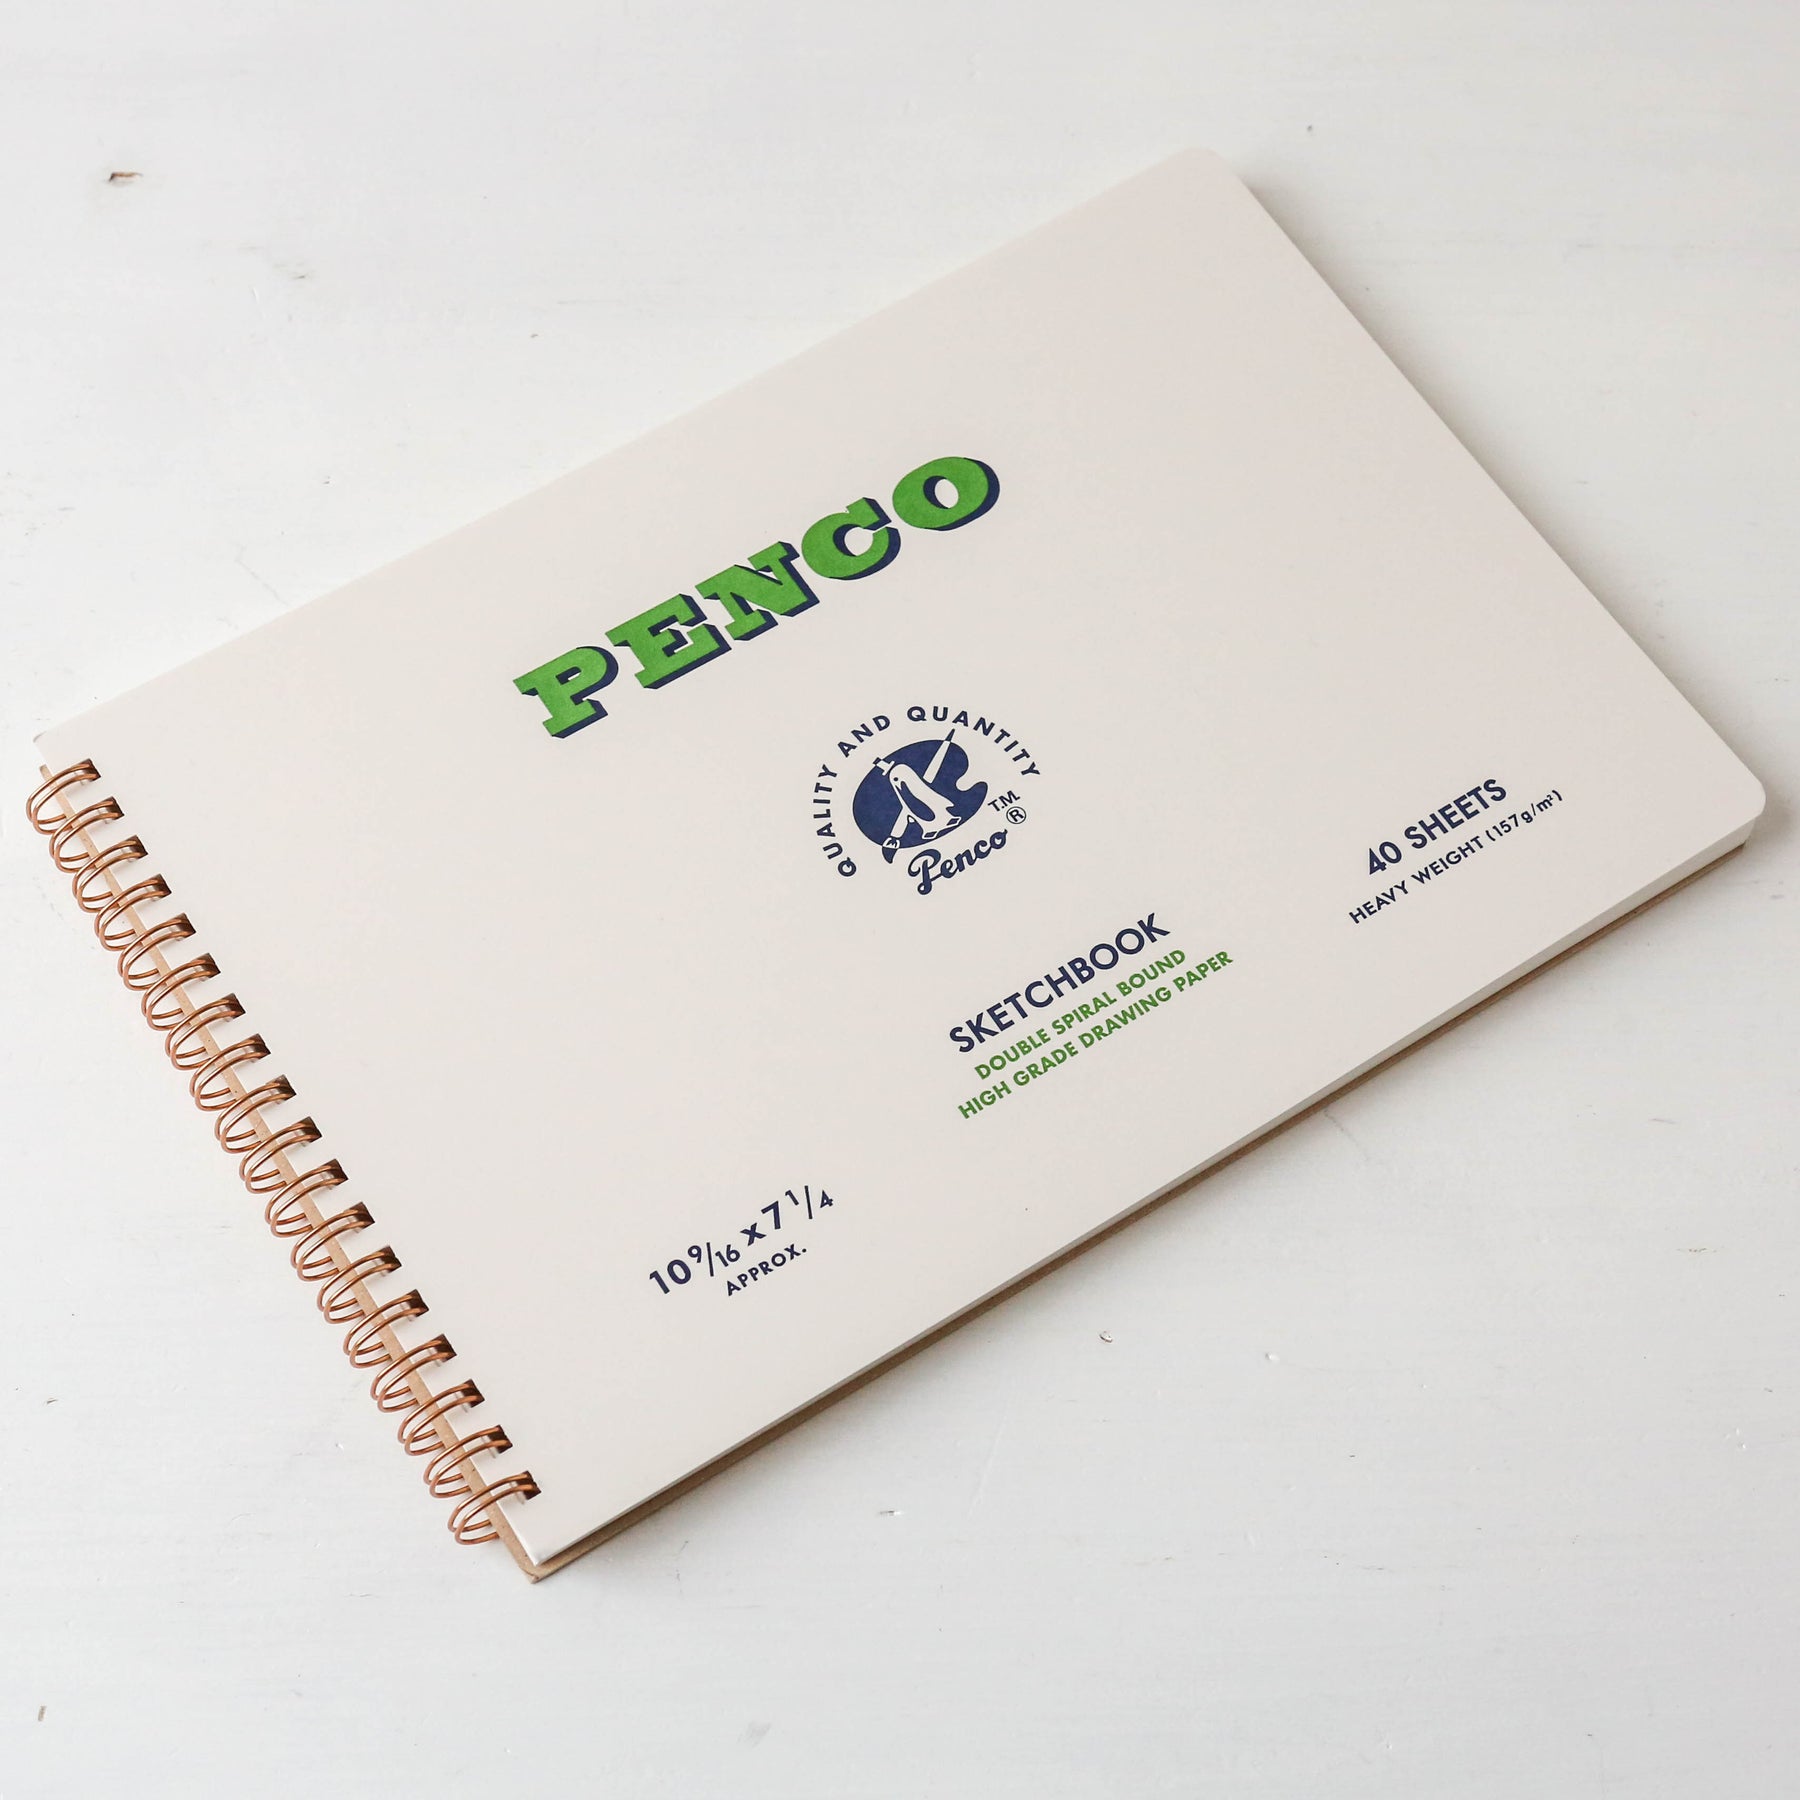 PENCO
QUALITY AND QUANTITY
Penco
T.M.
®
SKETCHBOOK
DOUBLE SPIRAL BOUND
HIGH GRADE DRAWING PAPER
10 9/16 x 7 1/4
APPROX.
40 SHEETS
HEAVY WEIGHT (157g/m²)